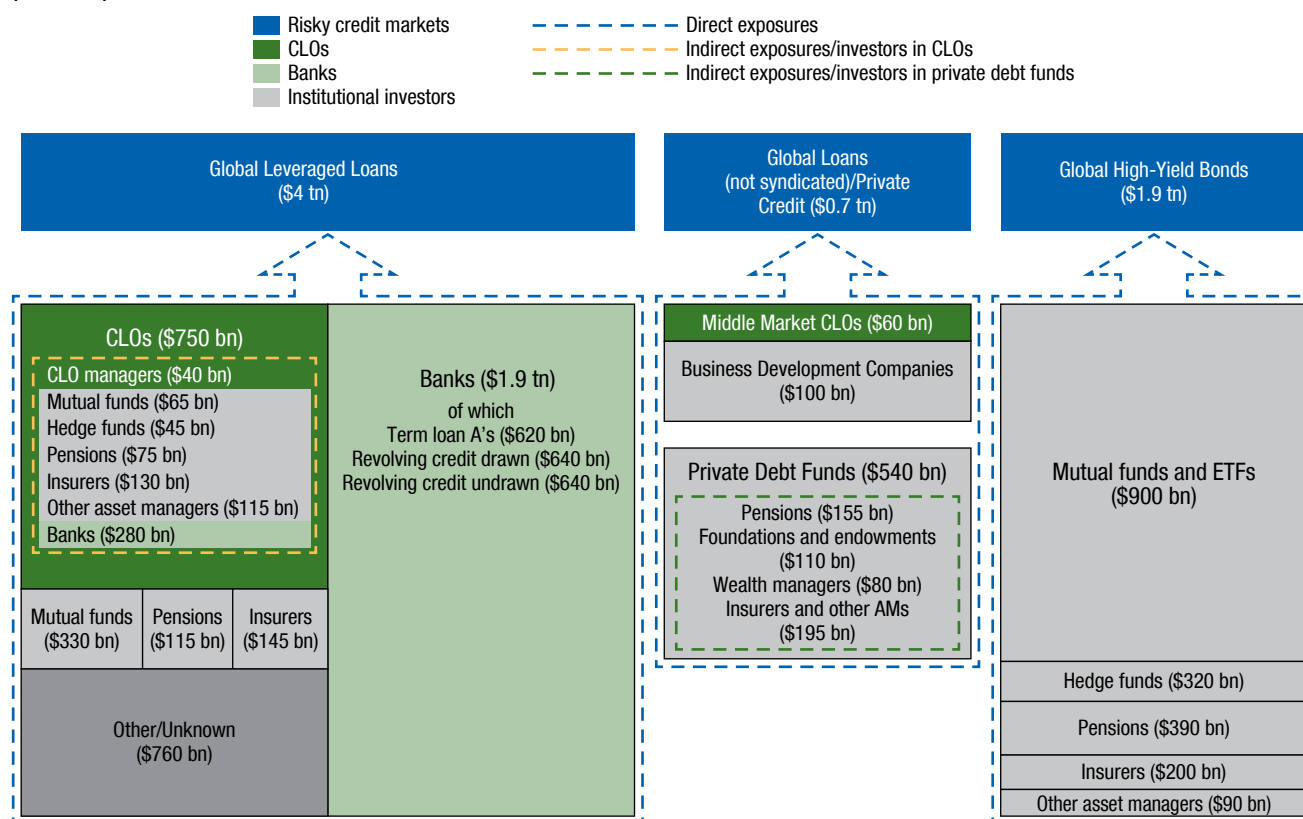 Risky credit markets
CLOs
Banks
Institutional investors
Direct exposures
Indirect exposures/investors in CLOs
Indirect exposures/investors in private debt funds
Global Leveraged Loans
($4 tn)
CLOs ($750 bn)
CLO managers ($40 bn)
Mutual funds ($65 bn)
Hedge funds ($45 bn)
Pensions ($75 bn)
Insurers ($130 bn)
Other asset managers ($115 bn)
Banks ($280 bn)
Mutual funds
($330 bn)
Pensions
($115 bn)
Insurers
($145 bn)
Other/Unknown
($760 bn)
Banks ($1.9 tn)
of which
Term loan A's ($620 bn)
Revolving credit drawn ($640 bn)
Revolving credit undrawn ($640 bn)
Global Loans
(not syndicated)/Private
Credit ($0.7 tn)
Middle Market CLOs ($60 bn)
Business Development Companies
($100 bn)
Private Debt Funds ($540 bn)
Pensions ($155 bn)
Foundations and endowments
($110 bn)
Wealth managers ($80 bn)
Insurers and other AMs
($195 bn)
Global High-Yield Bonds
($1.9 tn)
Mutual funds and ETFs
($900 bn)
Hedge funds ($320 bn)
Pensions ($390 bn)
Insurers ($200 bn)
Other asset managers ($90 bn)